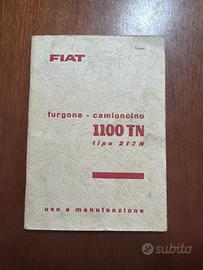 FIAT
furgone - camioncino
1100 TN
tipo 217N
uso e manutenzione
subito